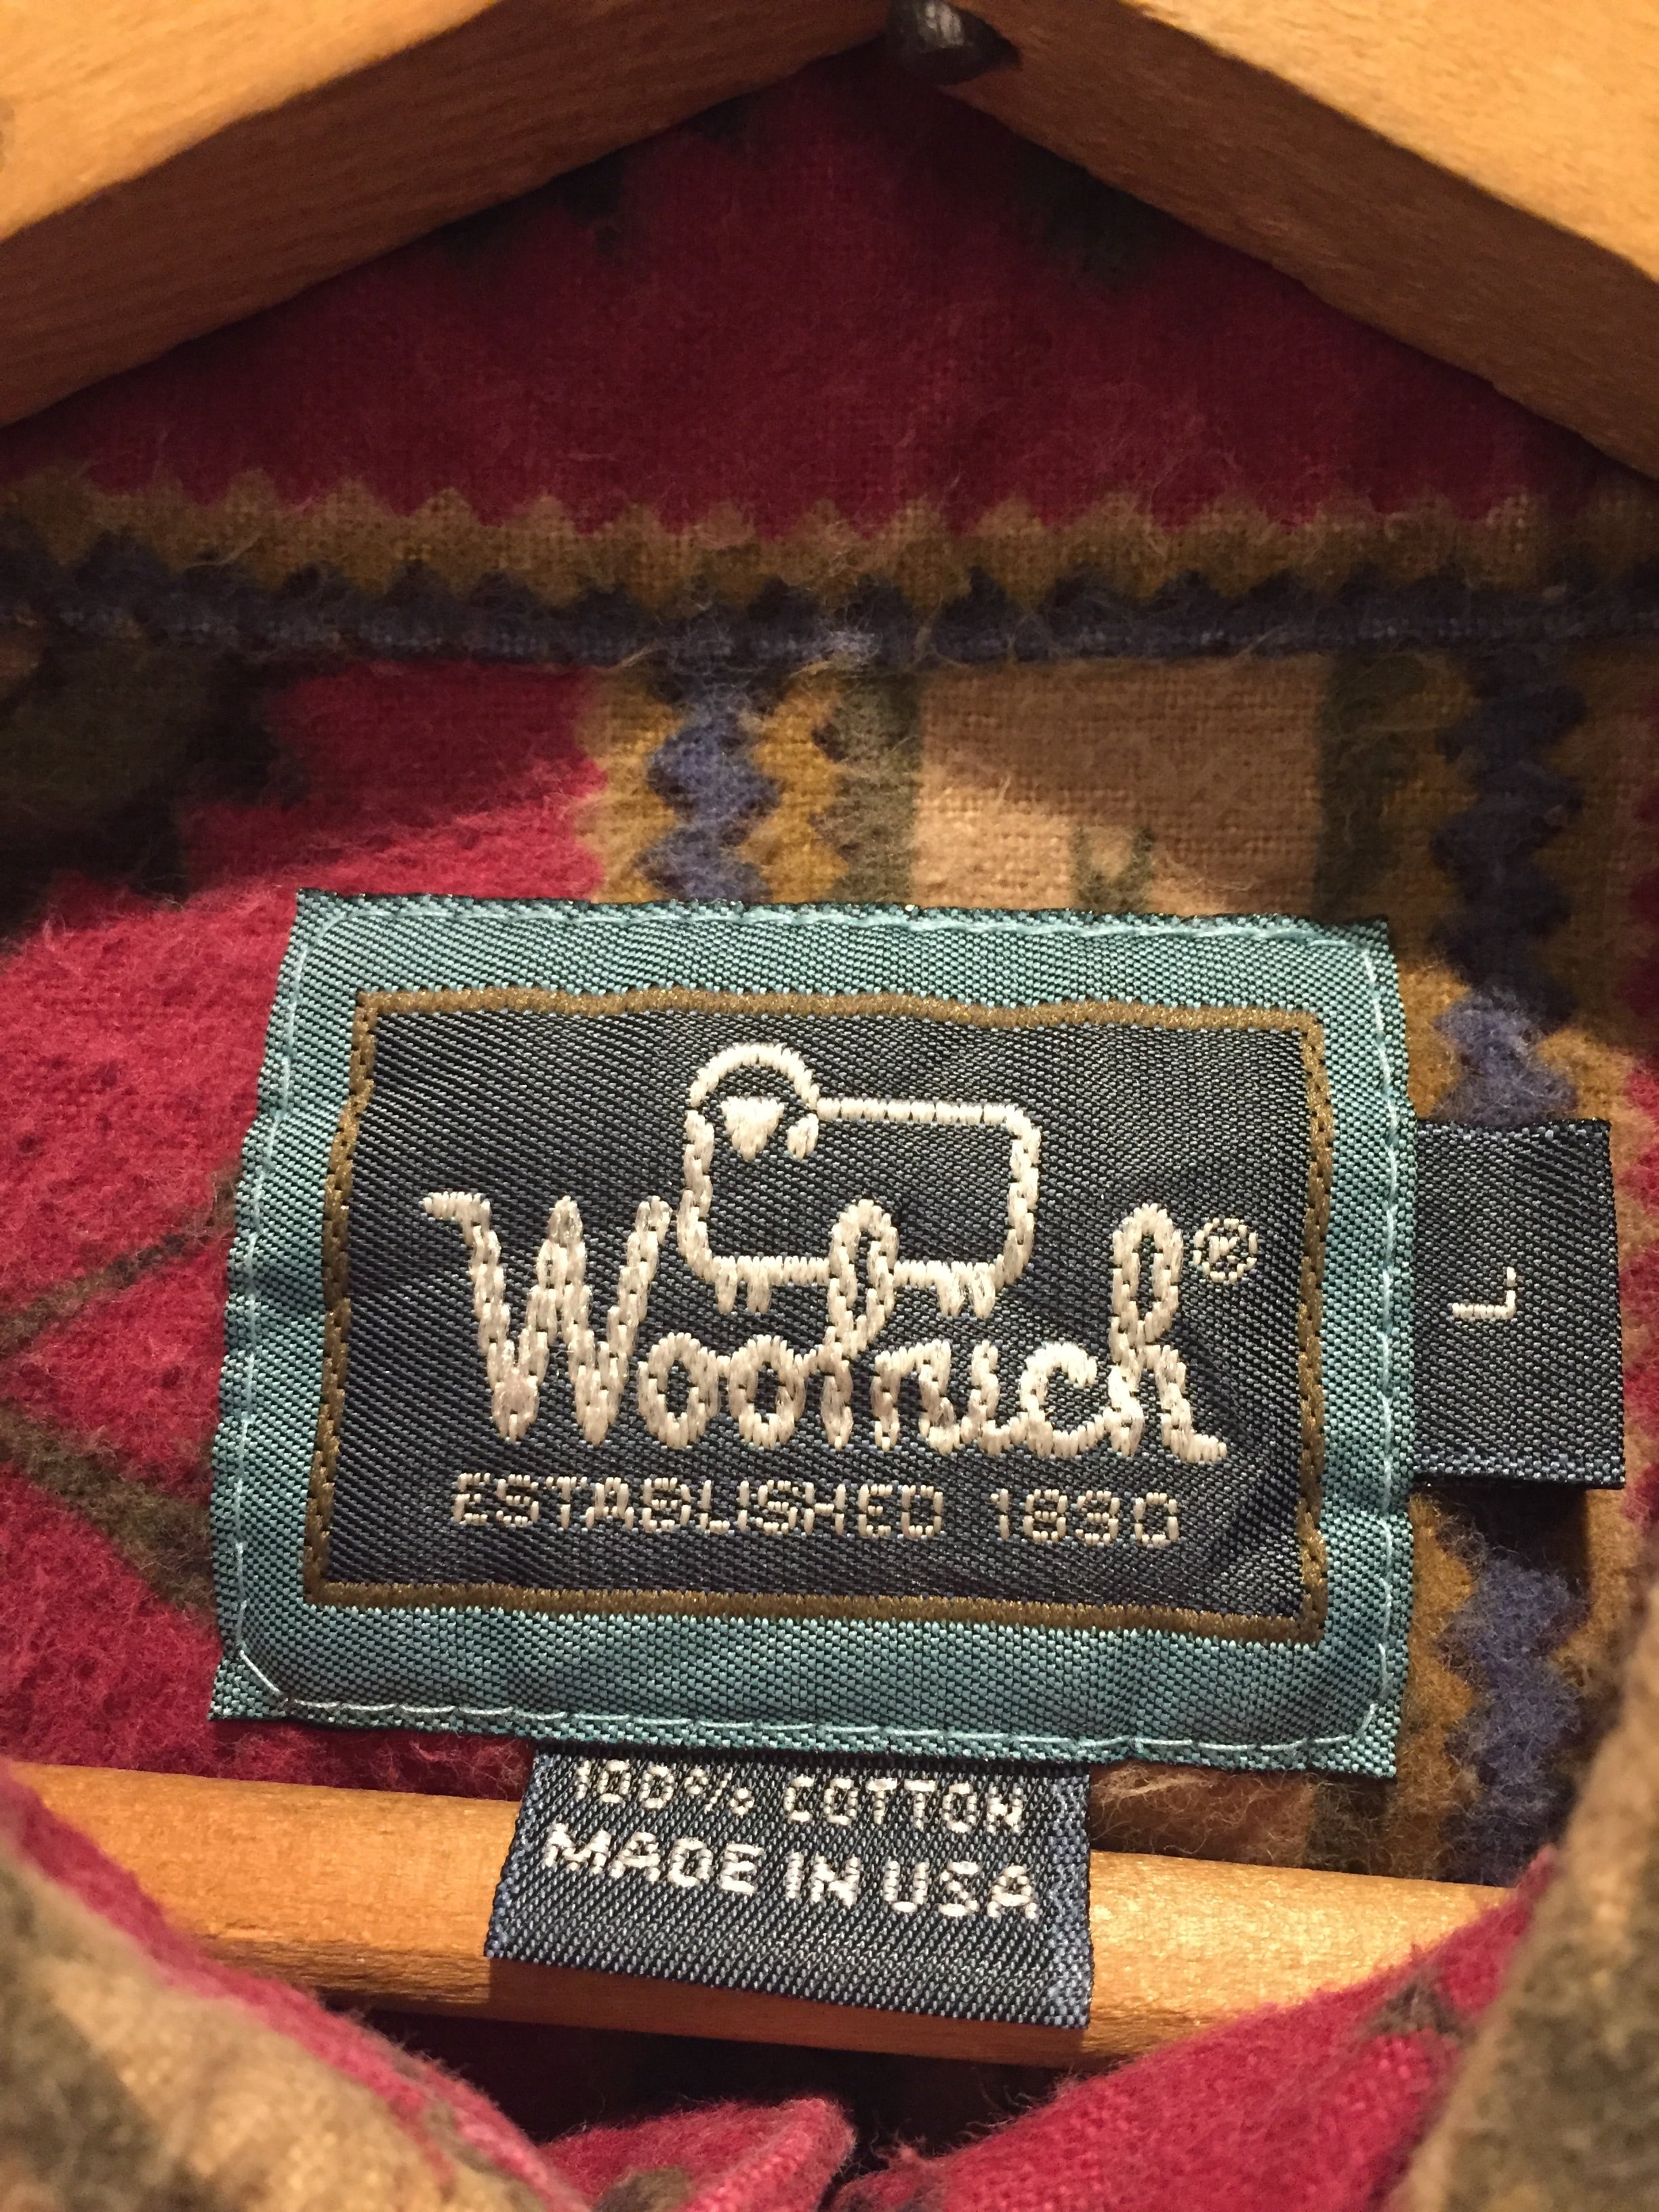 Woolrich®
ESTABLISHED 1830
L
100% COTTON
MADE IN USA